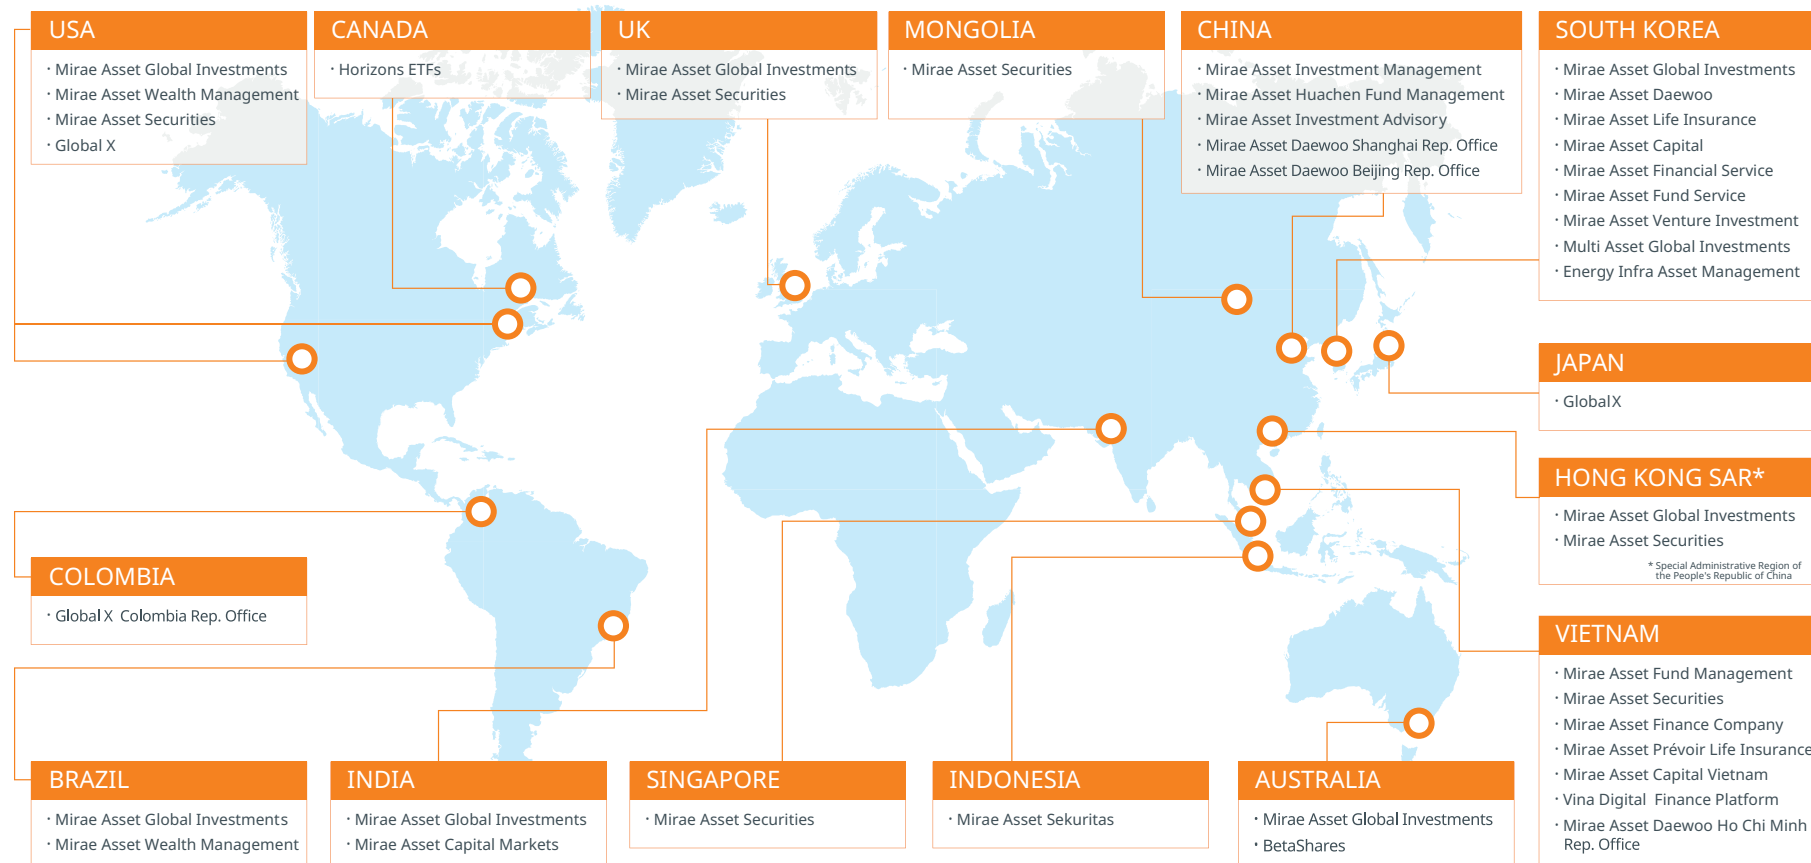 USA
· Mirae Asset Global Investments
· Mirae Asset Wealth Management
· Mirae Asset Securities
· Global X
CANADA
· Horizons ETFs
UK
· Mirae Asset Global Investments
· Mirae Asset Securities
MONGOLIA
· Mirae Asset Securities
CHINA
· Mirae Asset Investment Management
· Mirae Asset Huachen Fund Management
· Mirae Asset Investment Advisory
· Mirae Asset Daewoo Shanghai Rep. Office
· Mirae Asset Daewoo Beijing Rep. Office
SOUTH KOREA
· Mirae Asset Global Investments
· Mirae Asset Daewoo
· Mirae Asset Life Insurance
· Mirae Asset Capital
· Mirae Asset Financial Service
· Mirae Asset Fund Service
· Mirae Asset Venture Investment
· Multi Asset Global Investments
· Energy Infra Asset Management
JAPAN
· GlobalX
HONG KONG SAR*
· Mirae Asset Global Investments
· Mirae Asset Securities
* Special Administrative Region of
the People's Republic of China
COLOMBIA
· Global X Colombia Rep. Office
VIETNAM
· Mirae Asset Fund Management
· Mirae Asset Securities
· Mirae Asset Finance Company
· Mirae Asset Prévoir Life Insurance
· Mirae Asset Capital Vietnam
· Vina Digital Finance Platform
· Mirae Asset Daewoo Ho Chi Minh
Rep. Office
BRAZIL
· Mirae Asset Global Investments
· Mirae Asset Wealth Management
INDIA
· Mirae Asset Global Investments
· Mirae Asset Capital Markets
SINGAPORE
· Mirae Asset Securities
INDONESIA
· Mirae Asset Sekuritas
AUSTRALIA
· Mirae Asset Global Investments
· BetaShares